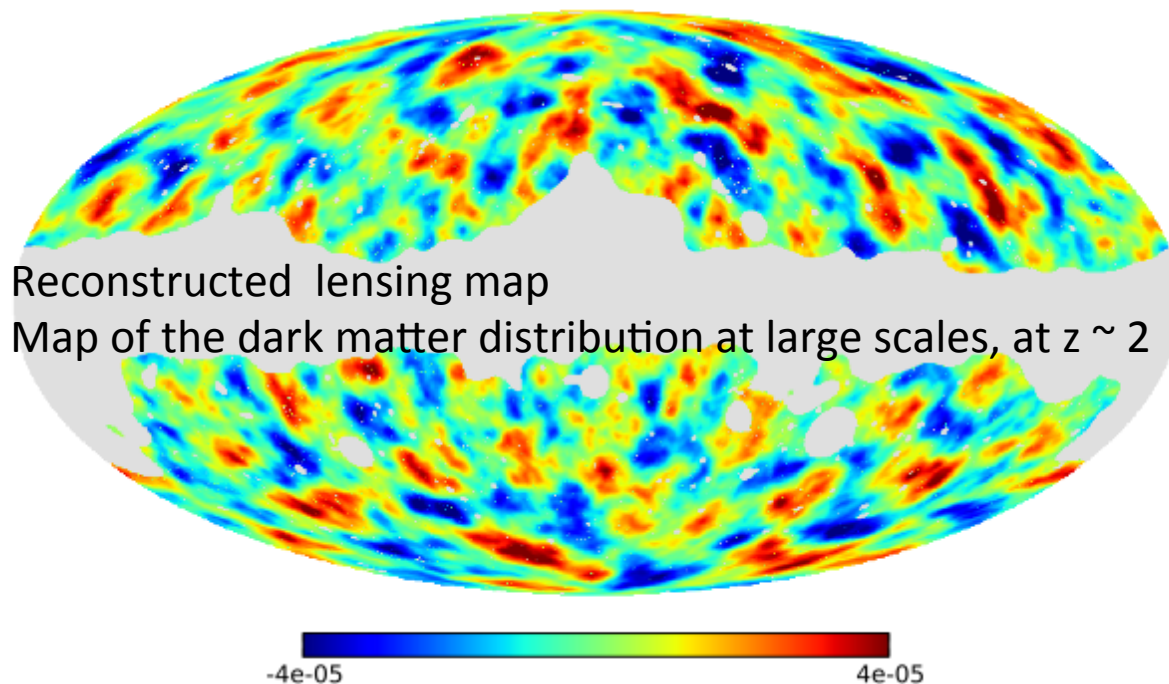 Reconstructed lensing map
Map of the dark matter distribution at large scales, at z ~ 2
-4e-05 4e-05